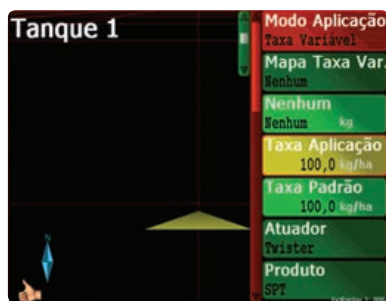 Tanque 1
Modo Aplicação
Taxa Variável
Mapa Taxa Var.
Nenhum
Nenhum
Nenhum kg
Taxa Aplicação
100,0 kg/ha
Taxa Padrão
100,0 kg/ha
Atuador
Twister
Produto
SPT
N